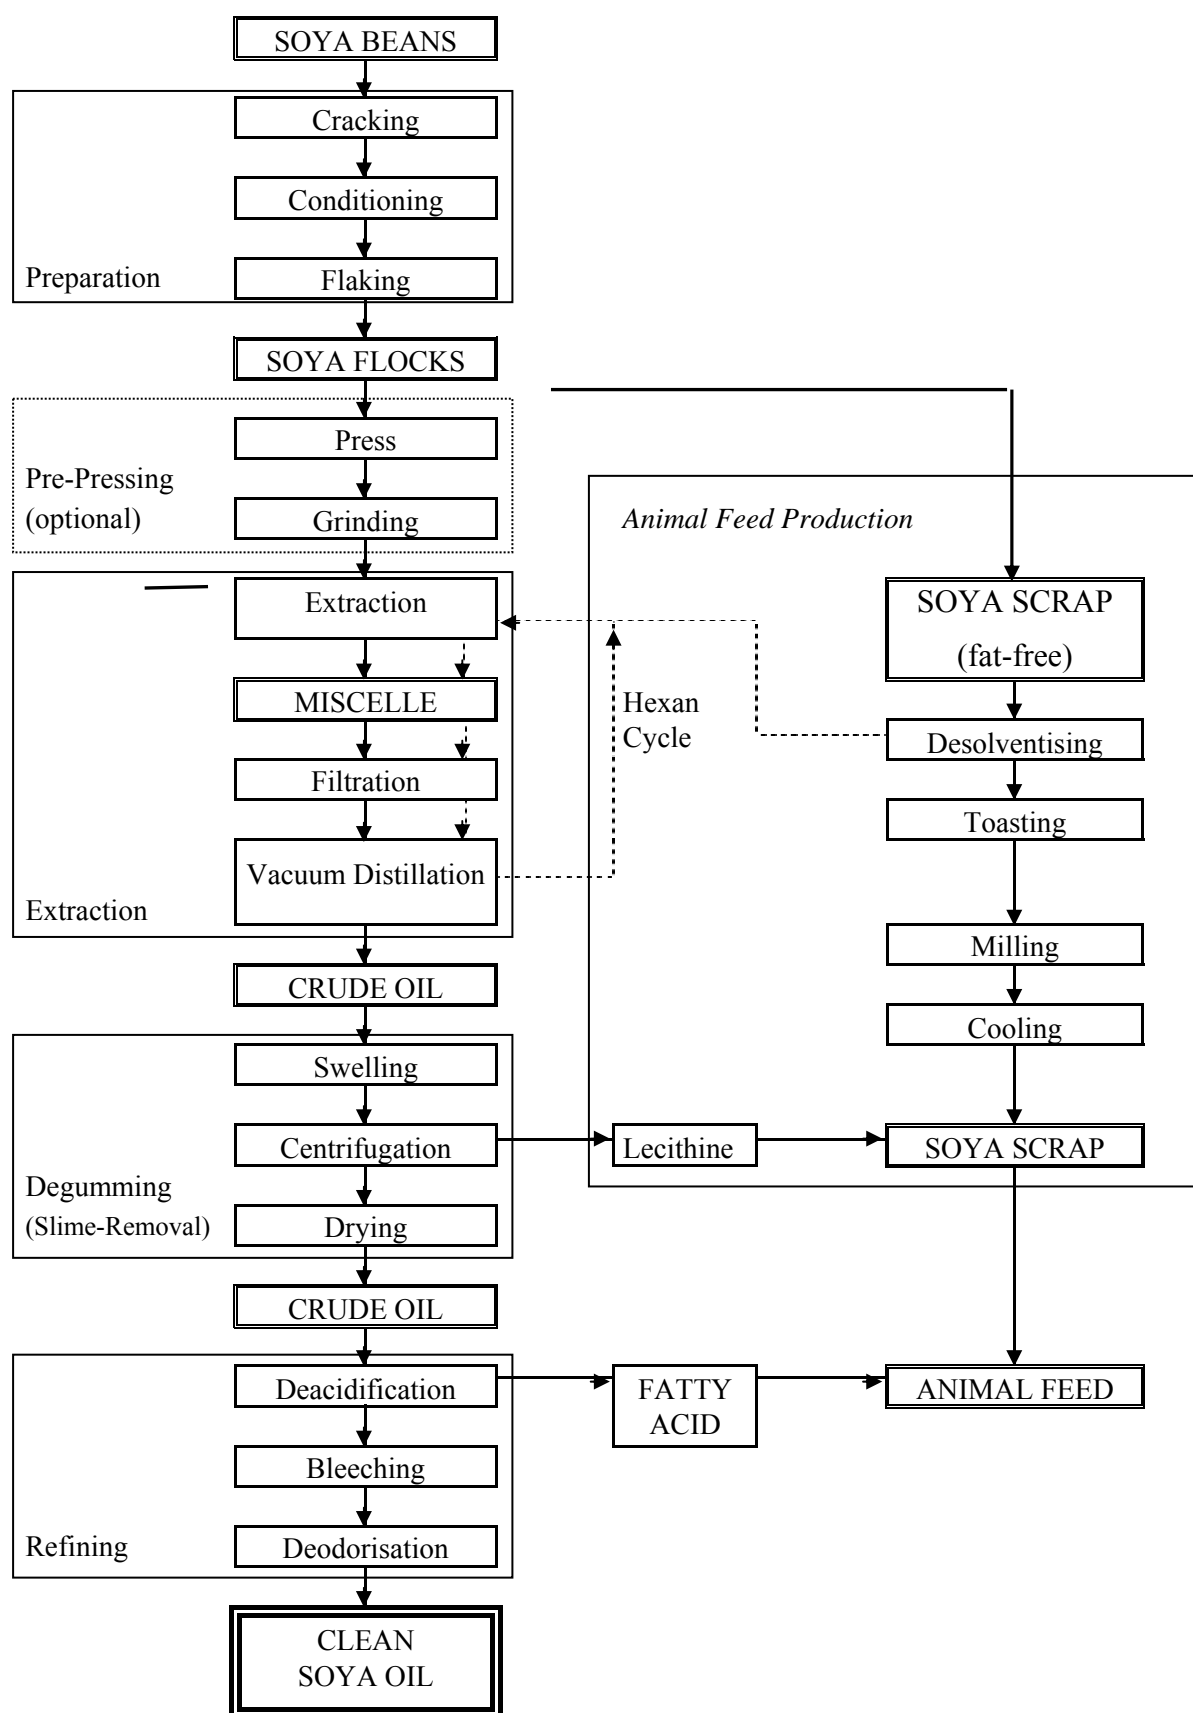 SOYA BEANS
Cracking
Conditioning
Flaking
Preparation
SOYA FLOCKS
Press
Pre-Pressing
(optional)
Grinding
Extraction
MISCELLE
Filtration
Vacuum Distillation
Extraction
Hexan
Cycle
CRUDE OIL
Swelling
Centrifugation
Degumming
(Slime-Removal)
Drying
CRUDE OIL
Deacidification
Bleeching
Refining
Deodorisation
CLEAN
SOYA OIL
Animal Feed Production
SOYA SCRAP
(fat-free)
Desolventising
Toasting
Milling
Cooling
Lecithine
SOYA SCRAP
FATTY
ACID
ANIMAL FEED